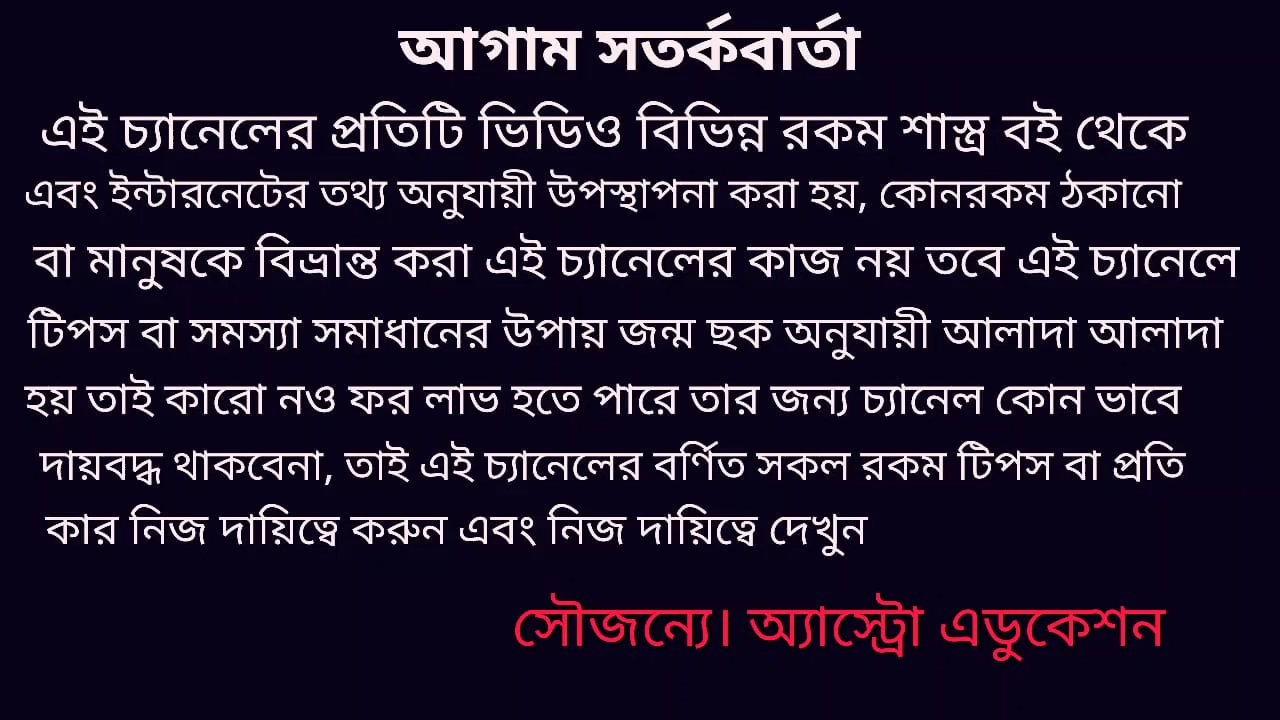 আগাম সতর্কবার্তা
এই চ্যানেলের প্রতিটি ভিডিও বিভিন্ন রকম শাস্ত্র বই থেকে
এবং ইন্টারনেটের তথ্য অনুযায়ী উপস্থাপনা করা হয়, কোনরকম ঠকানো
বা মানুষকে বিভ্রান্ত করা এই চ্যানেলের কাজ নয় তবে এই চ্যানেলে
টিপস বা সমস্যা সমাধানের উপায় জন্ম ছক অনুযায়ী আলাদা আলাদা
হয় তাই কারো নও ফর লাভ হতে পারে তার জন্য চ্যানেল কোন ভাবে
দায়বদ্ধ থাকবেনা, তাই এই চ্যানেলের বর্ণিত সকল রকম টিপস বা প্রতি
কার নিজ দায়িত্বে করুন এবং নিজ দায়িত্বে দেখুন
সৌজন্যে। অ্যাস্ট্রো এডুকেশন